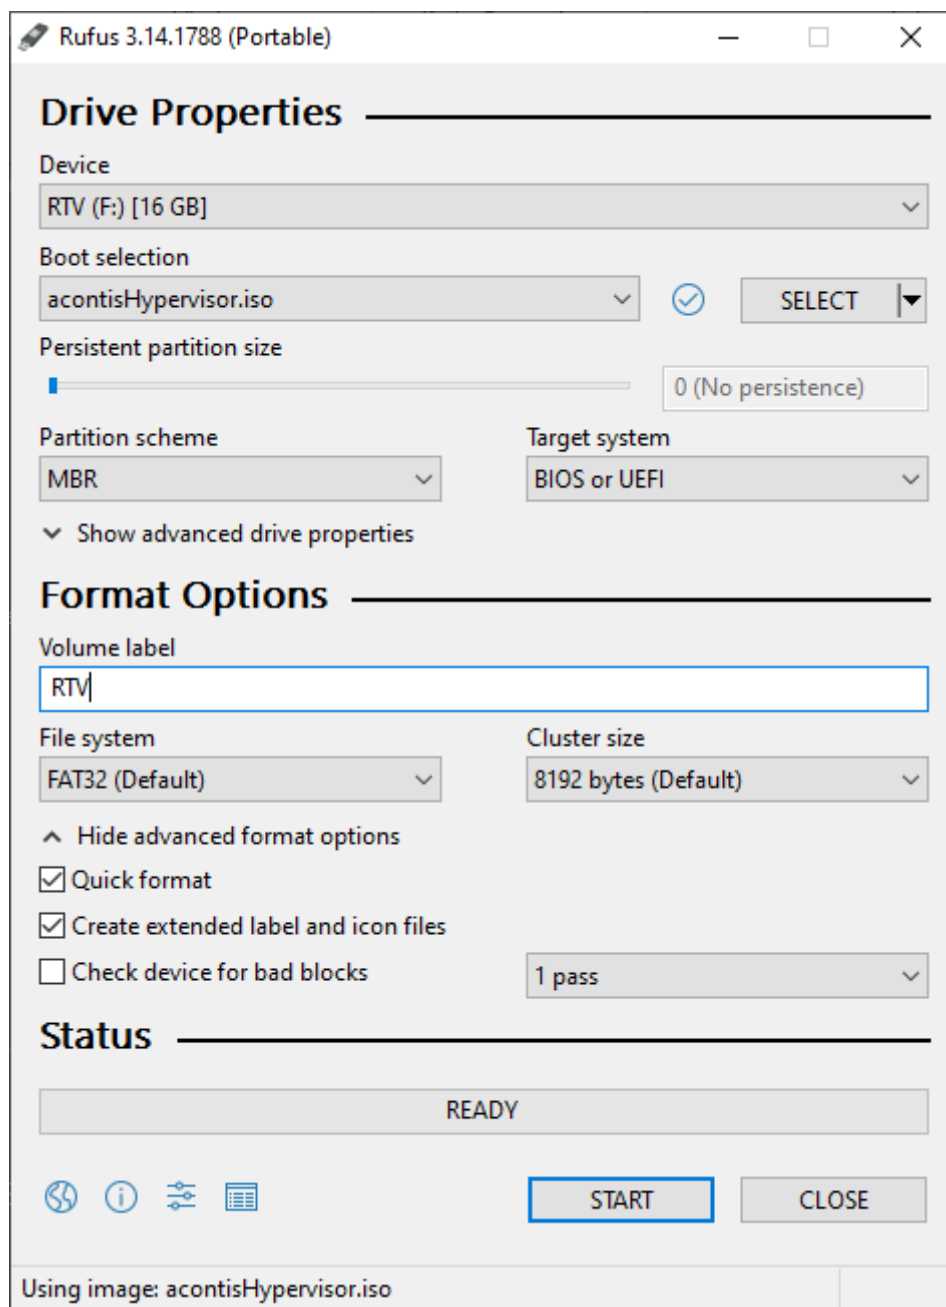 Rufus 3.14.1788 (Portable)
Drive Properties
Device
RTV (F:) [16 GB]
Boot selection
acontisHypervisor.iso
SELECT
Persistent partition size
0 (No persistence)
Partition scheme
Target system
MBR
BIOS or UEFI
Show advanced drive properties
Format Options
Volume label
RTV
File system
Cluster size
FAT32 (Default)
8192 bytes (Default)
Hide advanced format options
Quick format
Create extended label and icon files
Check device for bad blocks
1 pass
Status
READY
START
CLOSE
Using image: acontisHypervisor.iso